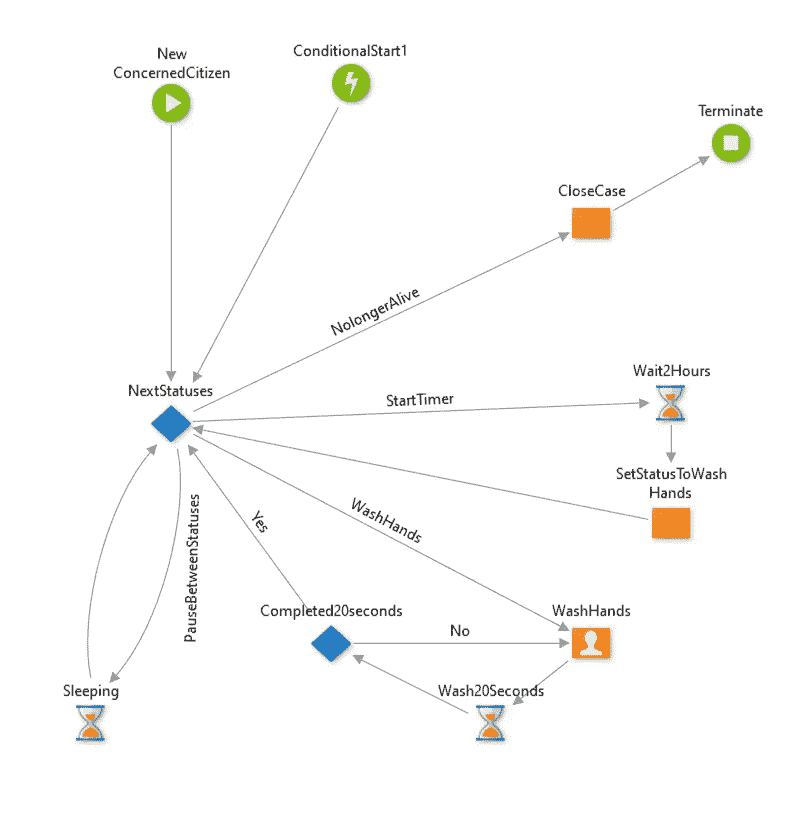 New
ConcernedCitizen
ConditionalStart1
Terminate
CloseCase
NolongerAlive
Wait2Hours
NextStatuses
StartTimer
SetStatusToWash
Hands
WashHands
Yes
PauseBetweenStatuses
Completed20seconds
No
WashHands
Sleeping
Wash20Seconds